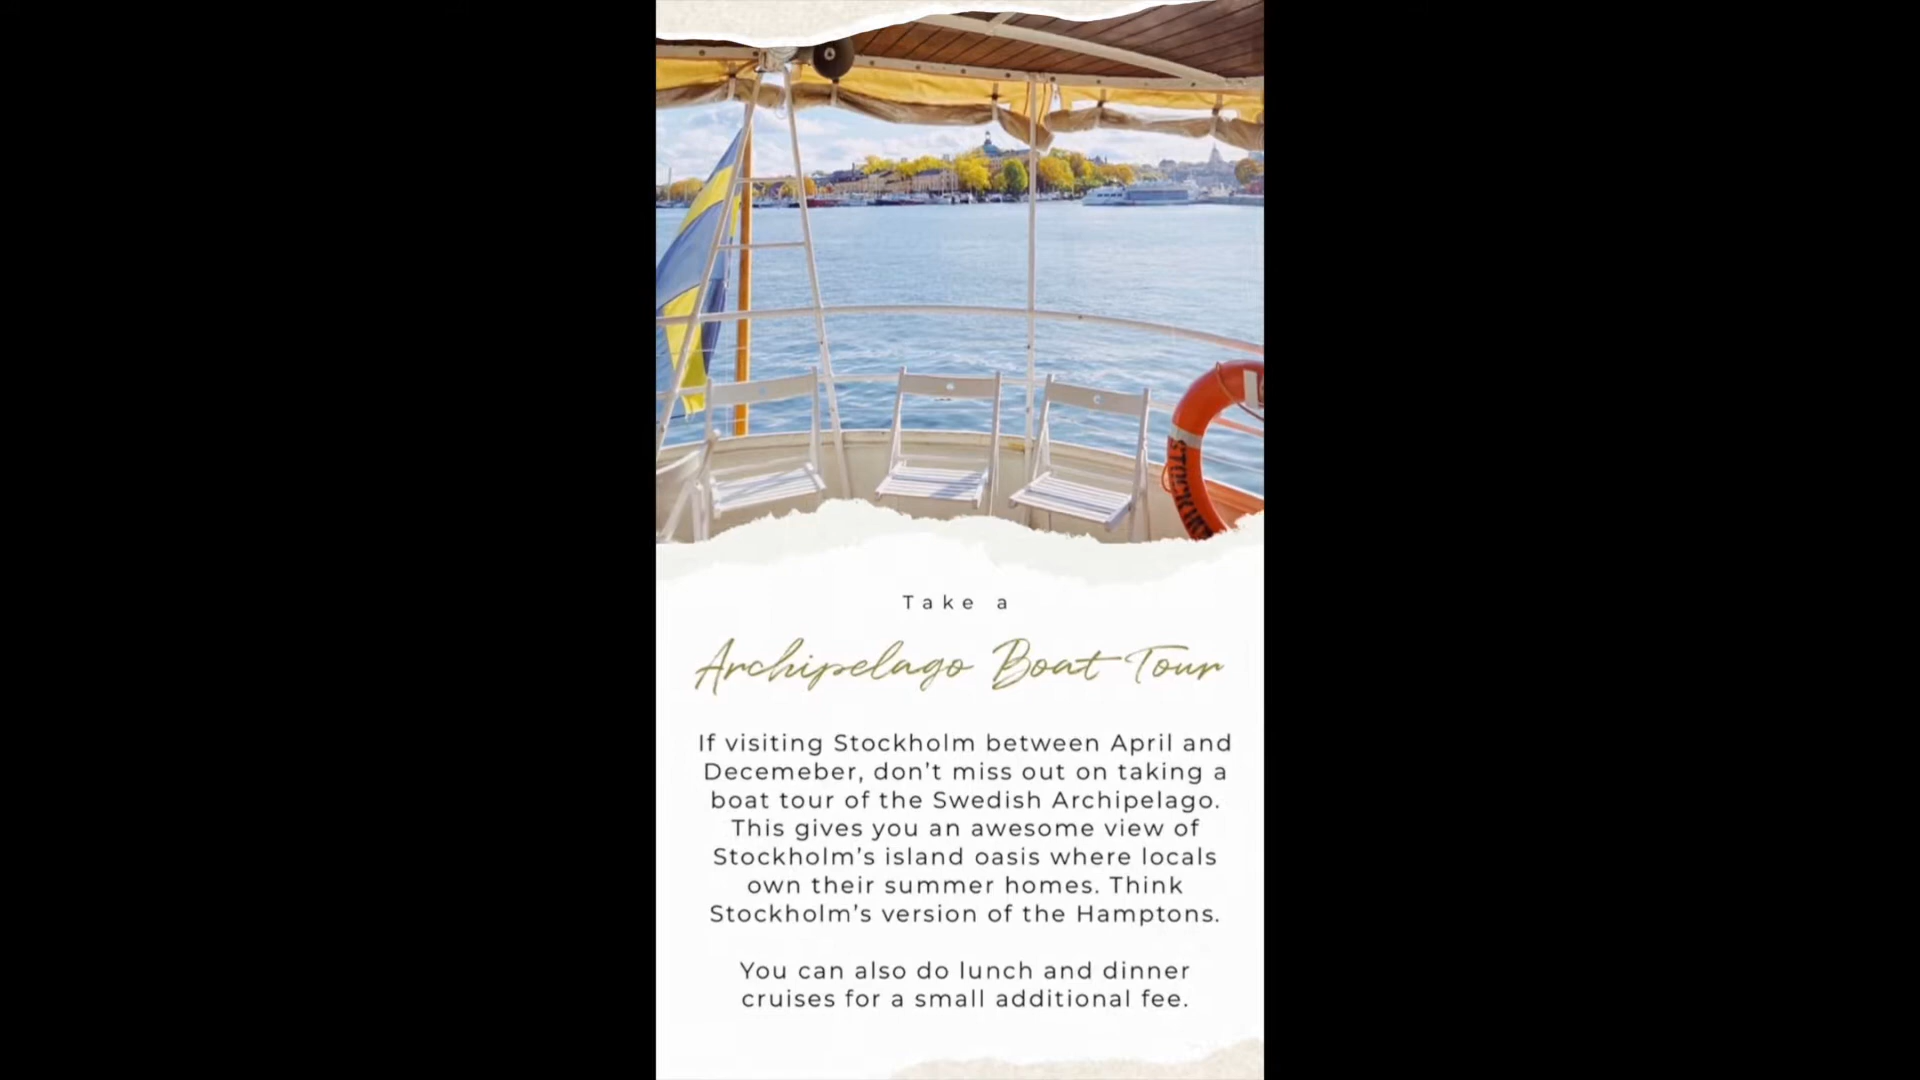 Take a
Archipelago Boat Tour
If visiting Stockholm between April and
Decemeber, don't miss out on taking a
boat tour of the Swedish Archipelago.
This gives you an awesome view of
Stockholm's island oasis where locals
own their summer homes. Think
Stockholm's version of the Hamptons.
You can also do lunch and dinner
cruises for a small additional fee.